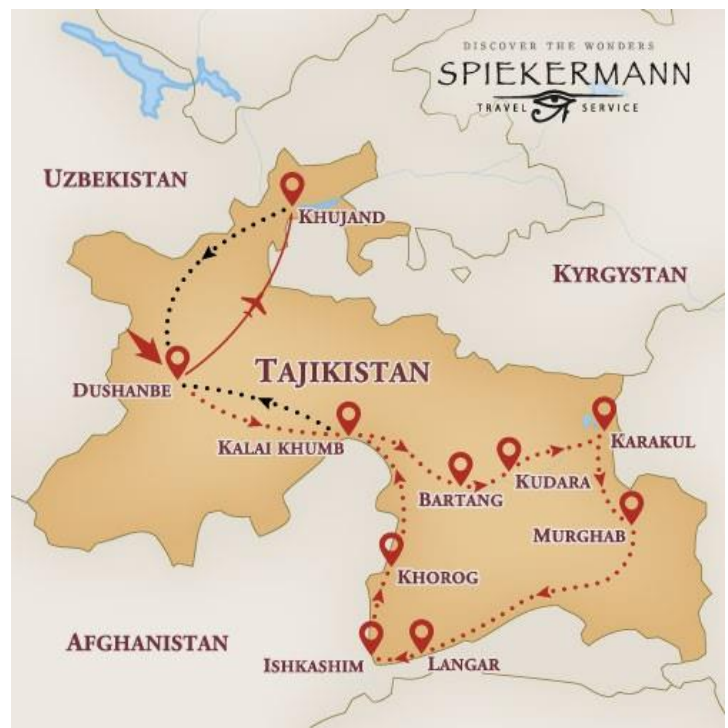 DISCOVER THE WONDERS
SPIEKERMANN
TRAVEL SERVICE
UZBEKISTAN
KHUJAND
KYRGYSTAN
TAJIKISTAN
DUSHANBE
KALAI KHUMB
KARAKUL
BARTANG
KUDARA
MURGHAB
KHOROG
AFGHANISTAN
ISHKASHIM
LANGAR